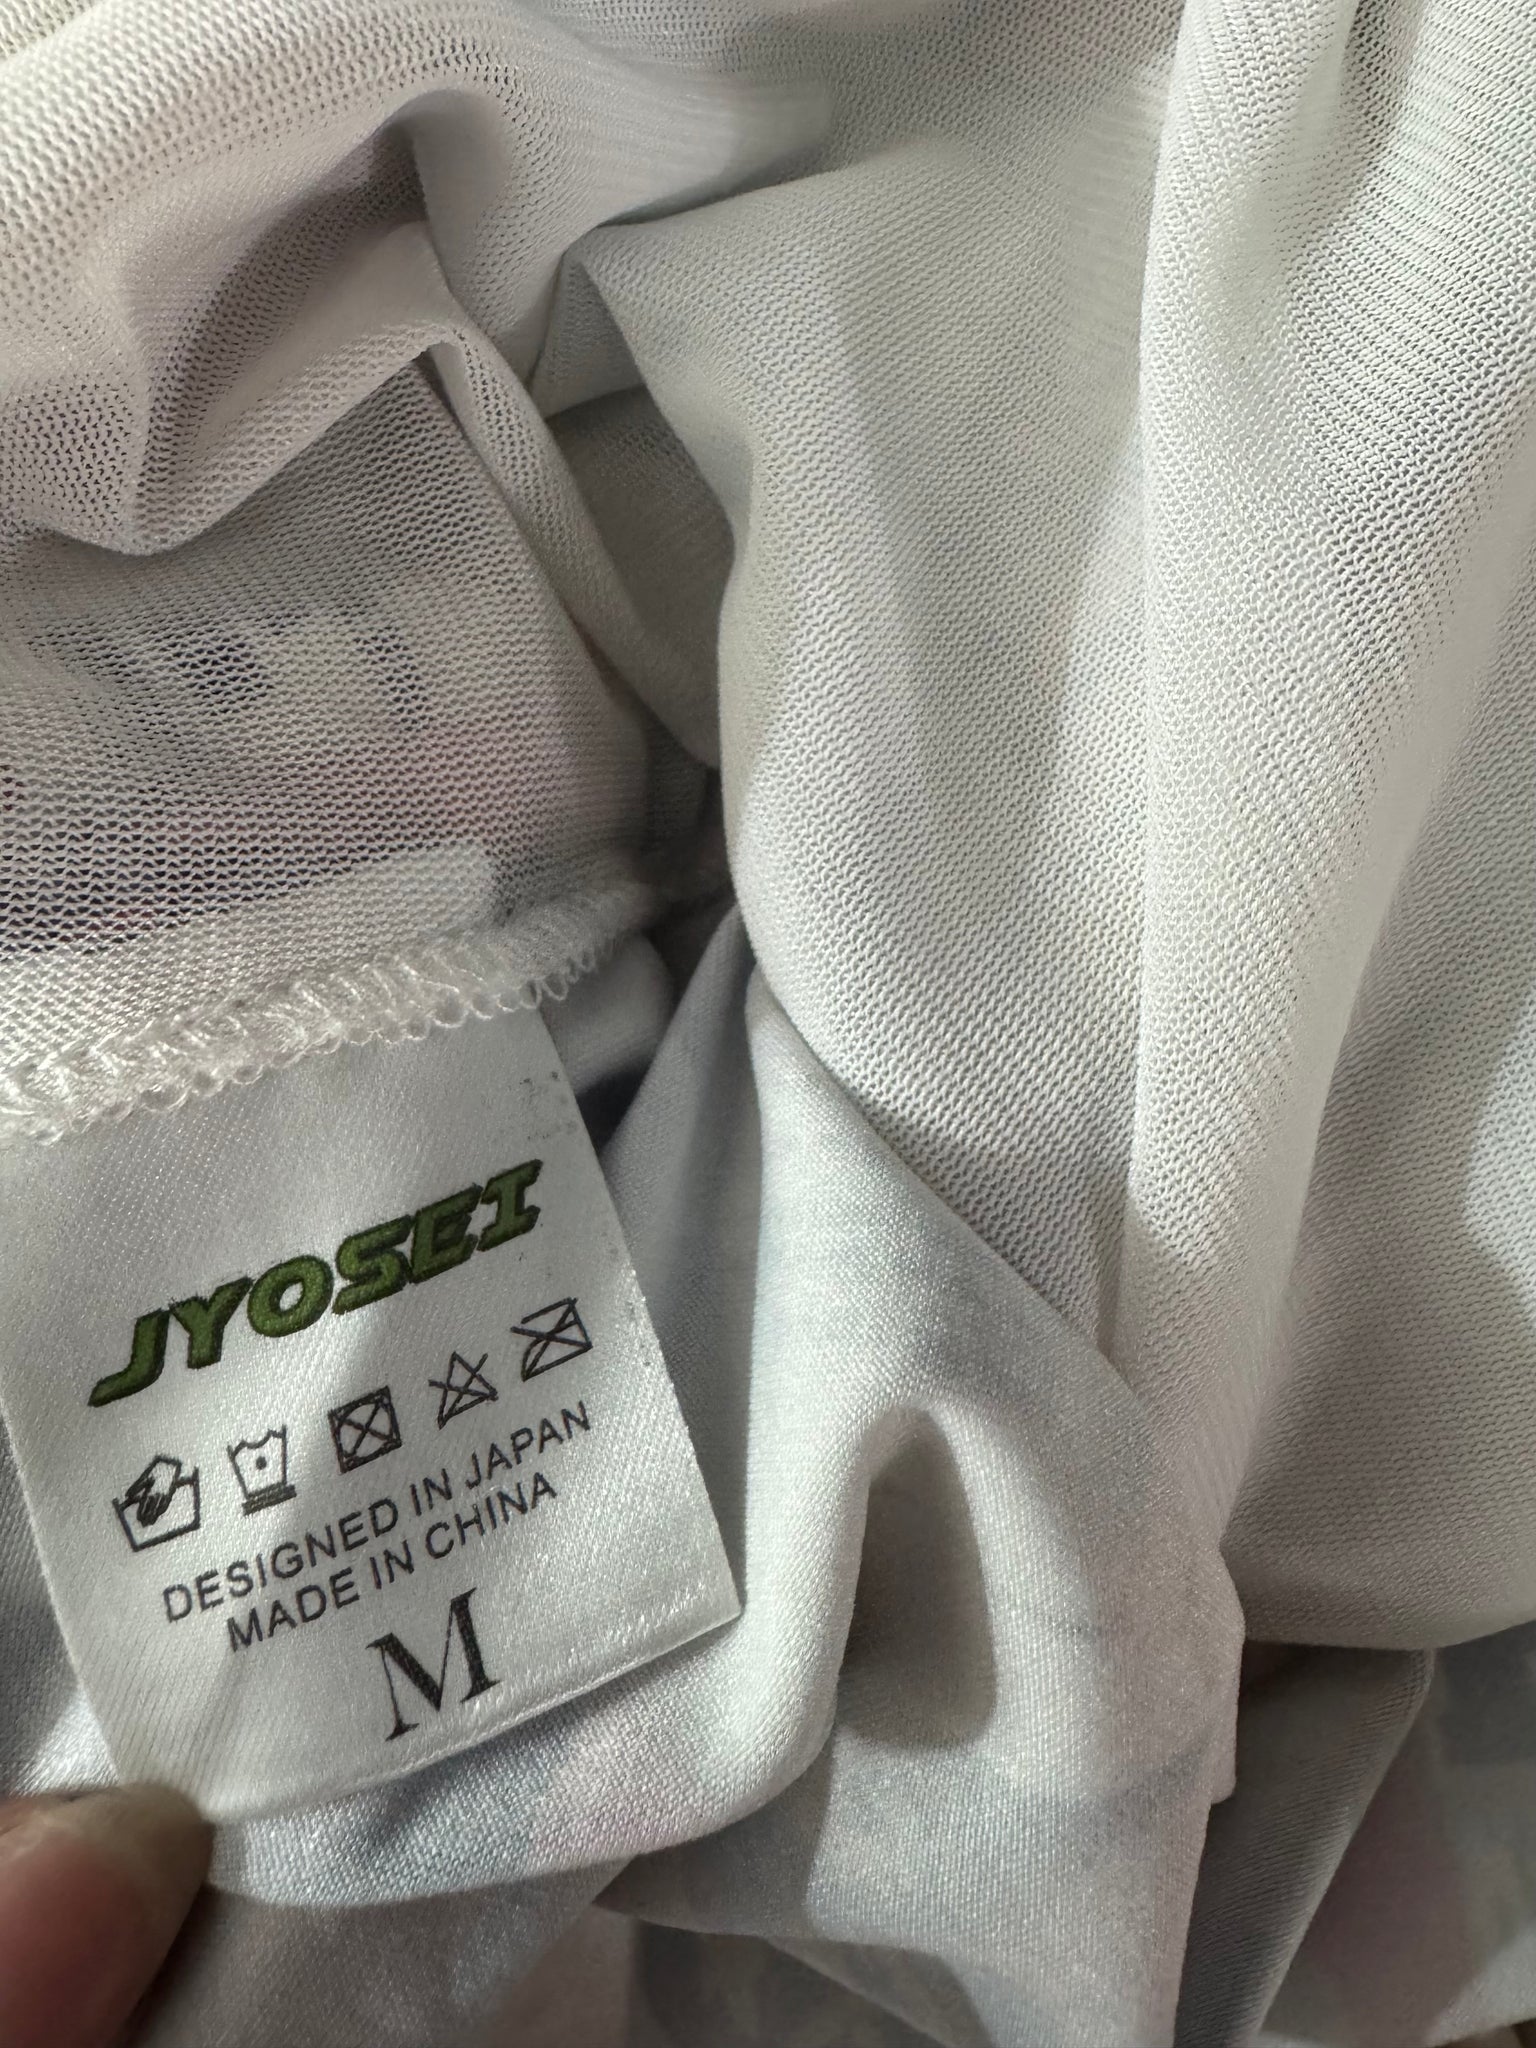 JYOSEI
DESIGNED IN JAPAN
MADE IN CHINA
M